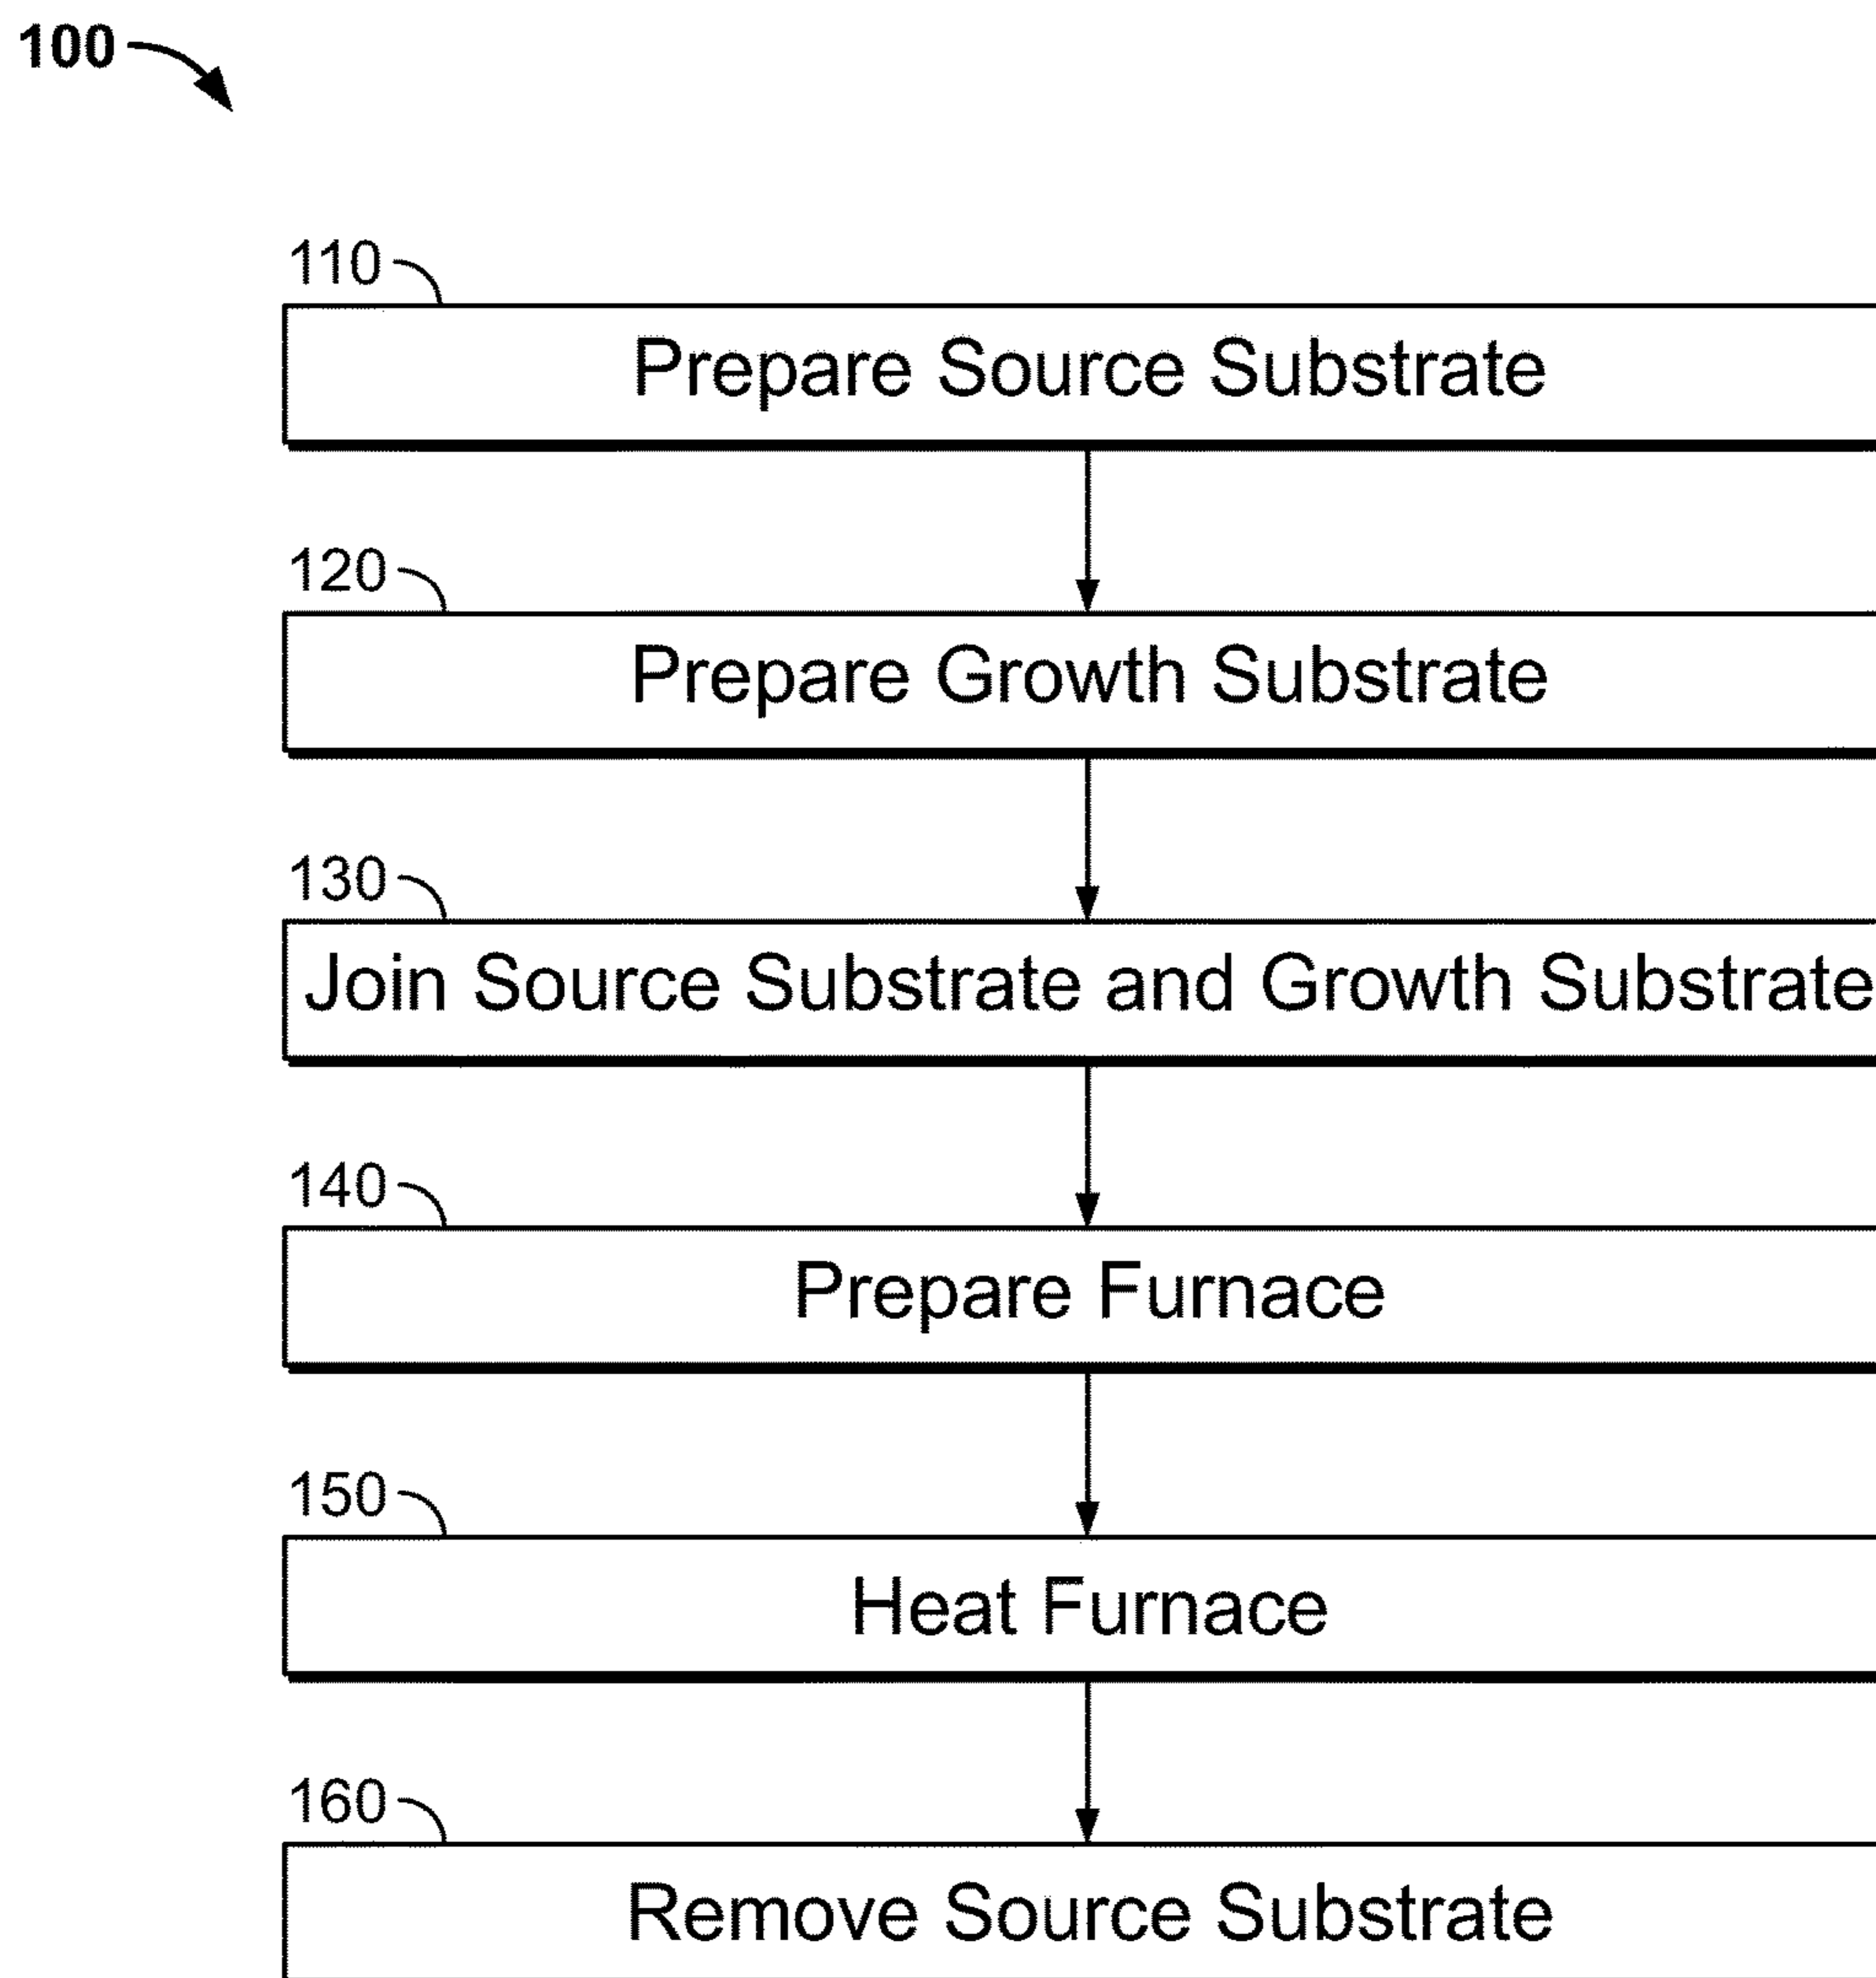 100
110
Prepare Source Substrate
120
Prepare Growth Substrate
130
Join Source Substrate and Growth Substrate
140
Prepare Furnace
150
Heat Furnace
160
Remove Source Substrate